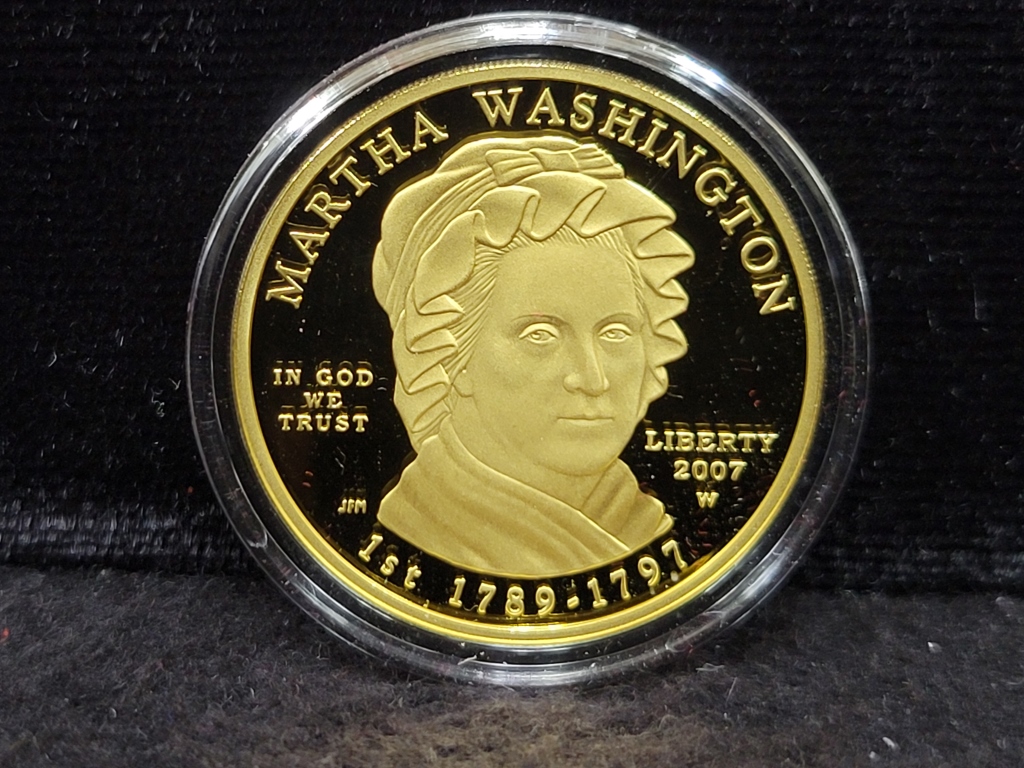 MARTHA WASHINGTON
IN GOD
WE
TRUST
LIBERTY
2007
W
JFM
1st 1789-1797